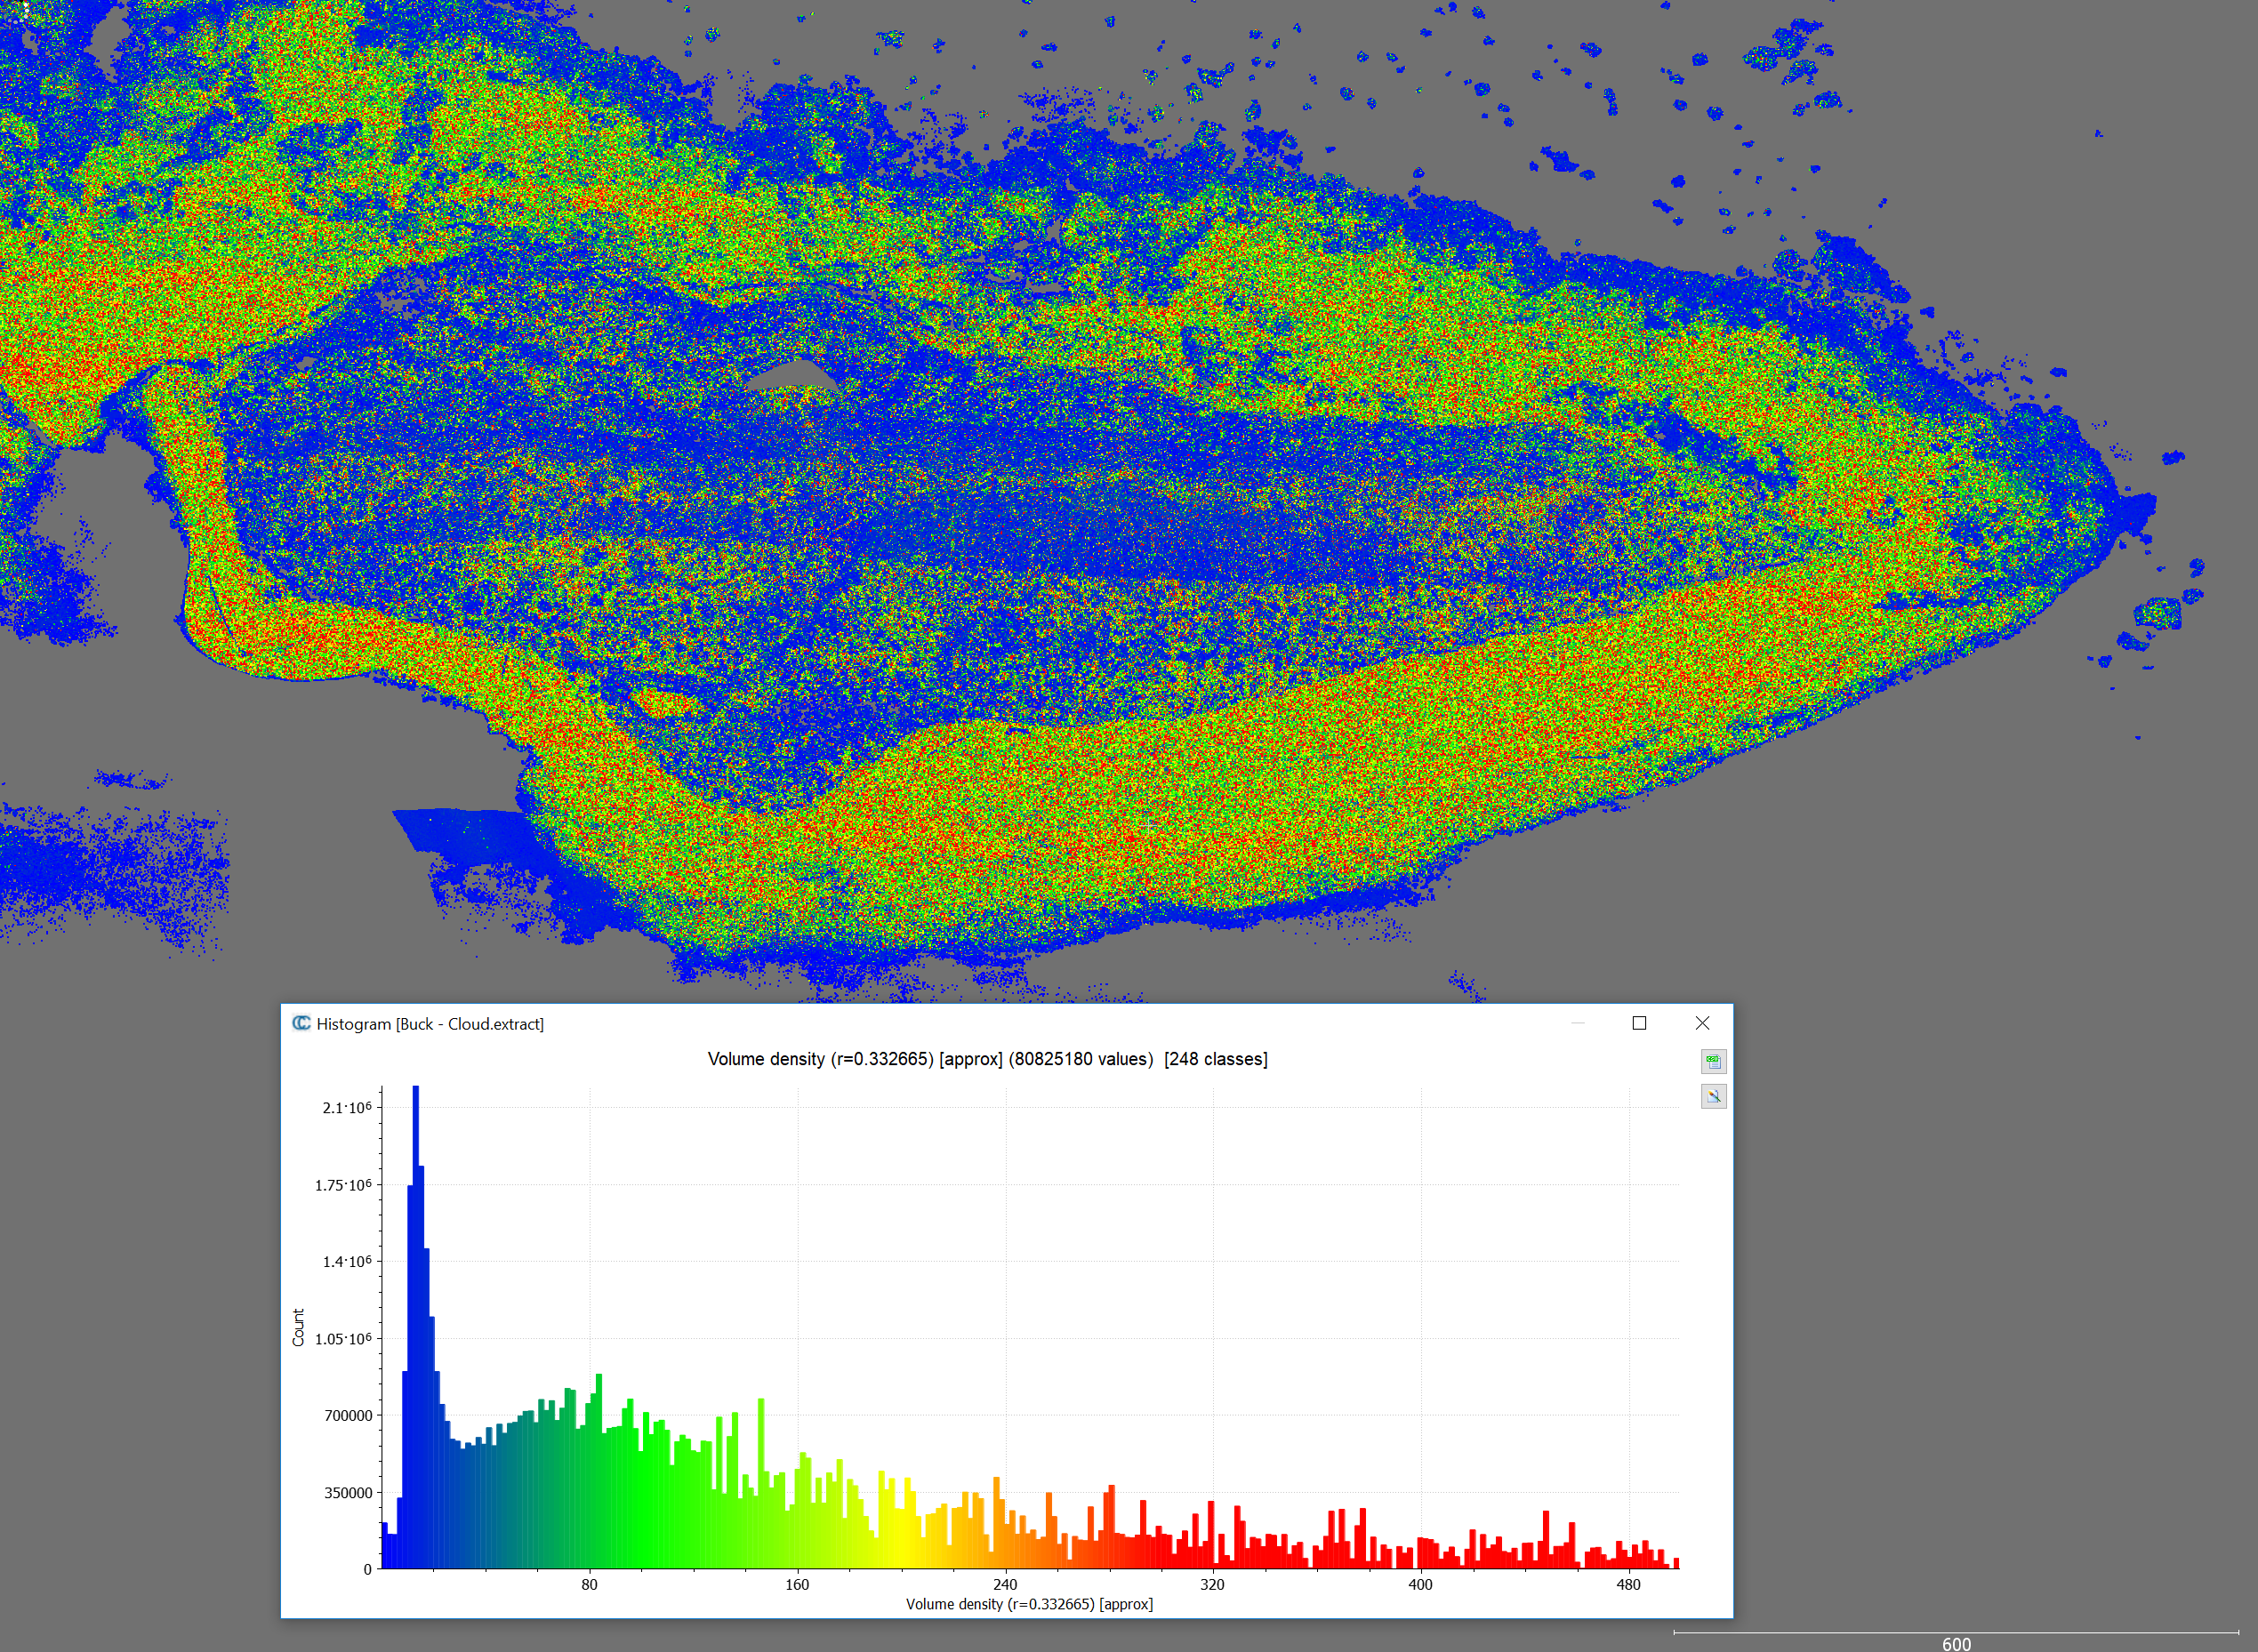 Histogram [Buck - Cloud.extract]
Volume density (r=0.332665) [approx] (80825180 values) [248 classes]
2.1·10⁶
1.75·10⁶
1.4·10⁶
1.05·10⁶
700000
350000
0
Count
80 160 240 320 400 480
Volume density (r=0.332665) [approx]
600